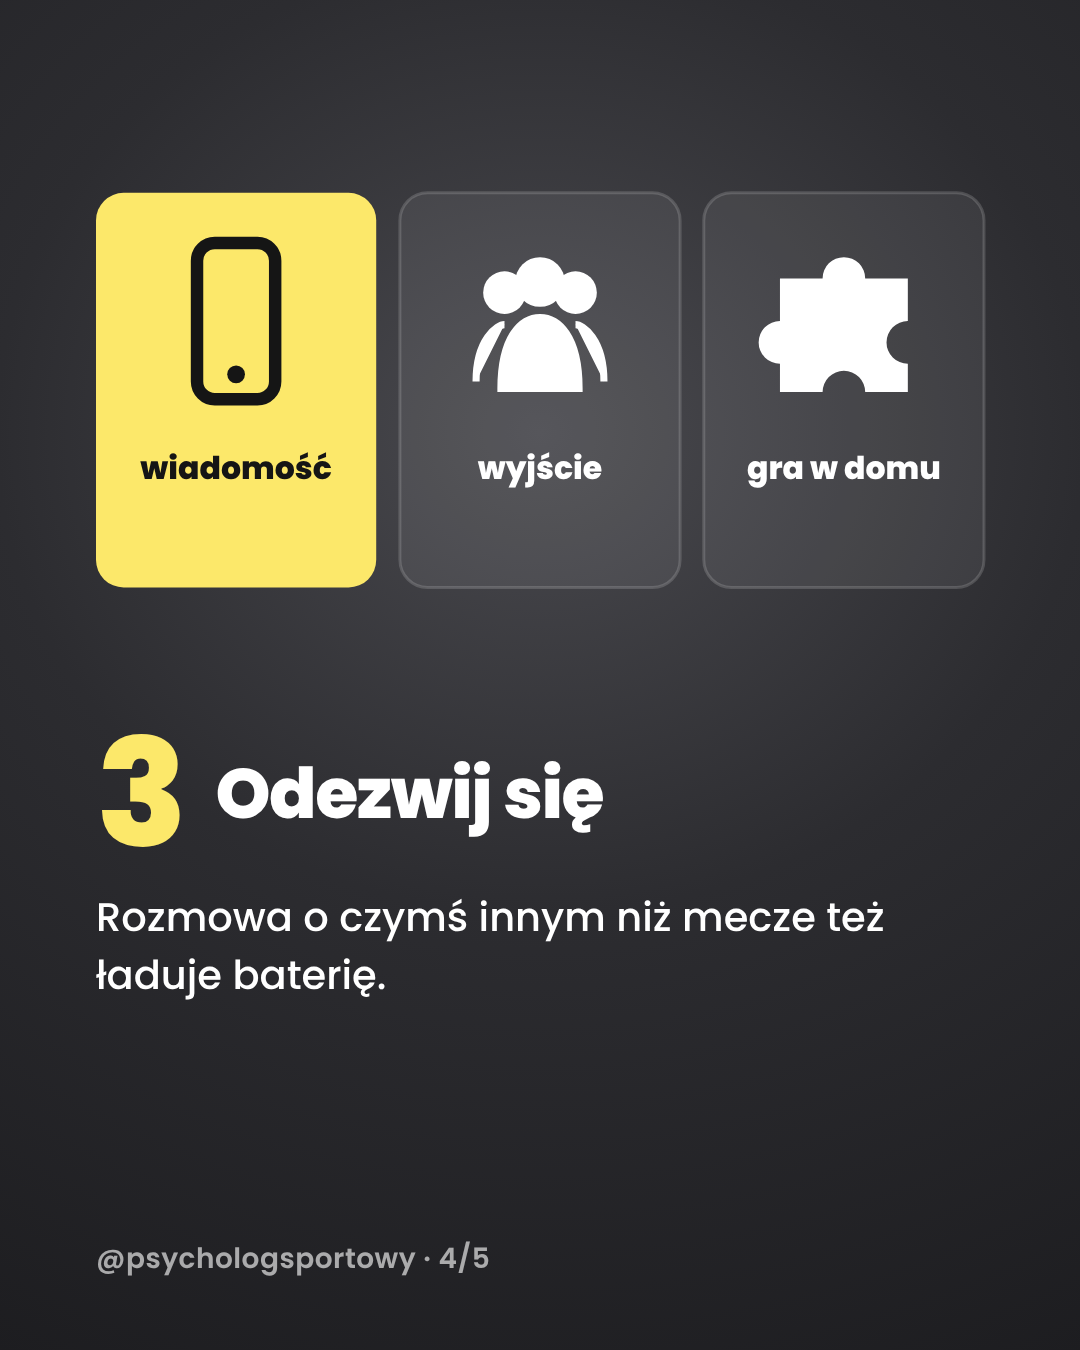 wiadomość
wyjście
gra w domu
3 Odezwij się
Rozmowa o czymś innym niż mecze też
ładuje baterię.
@psychologsportowy · 4/5